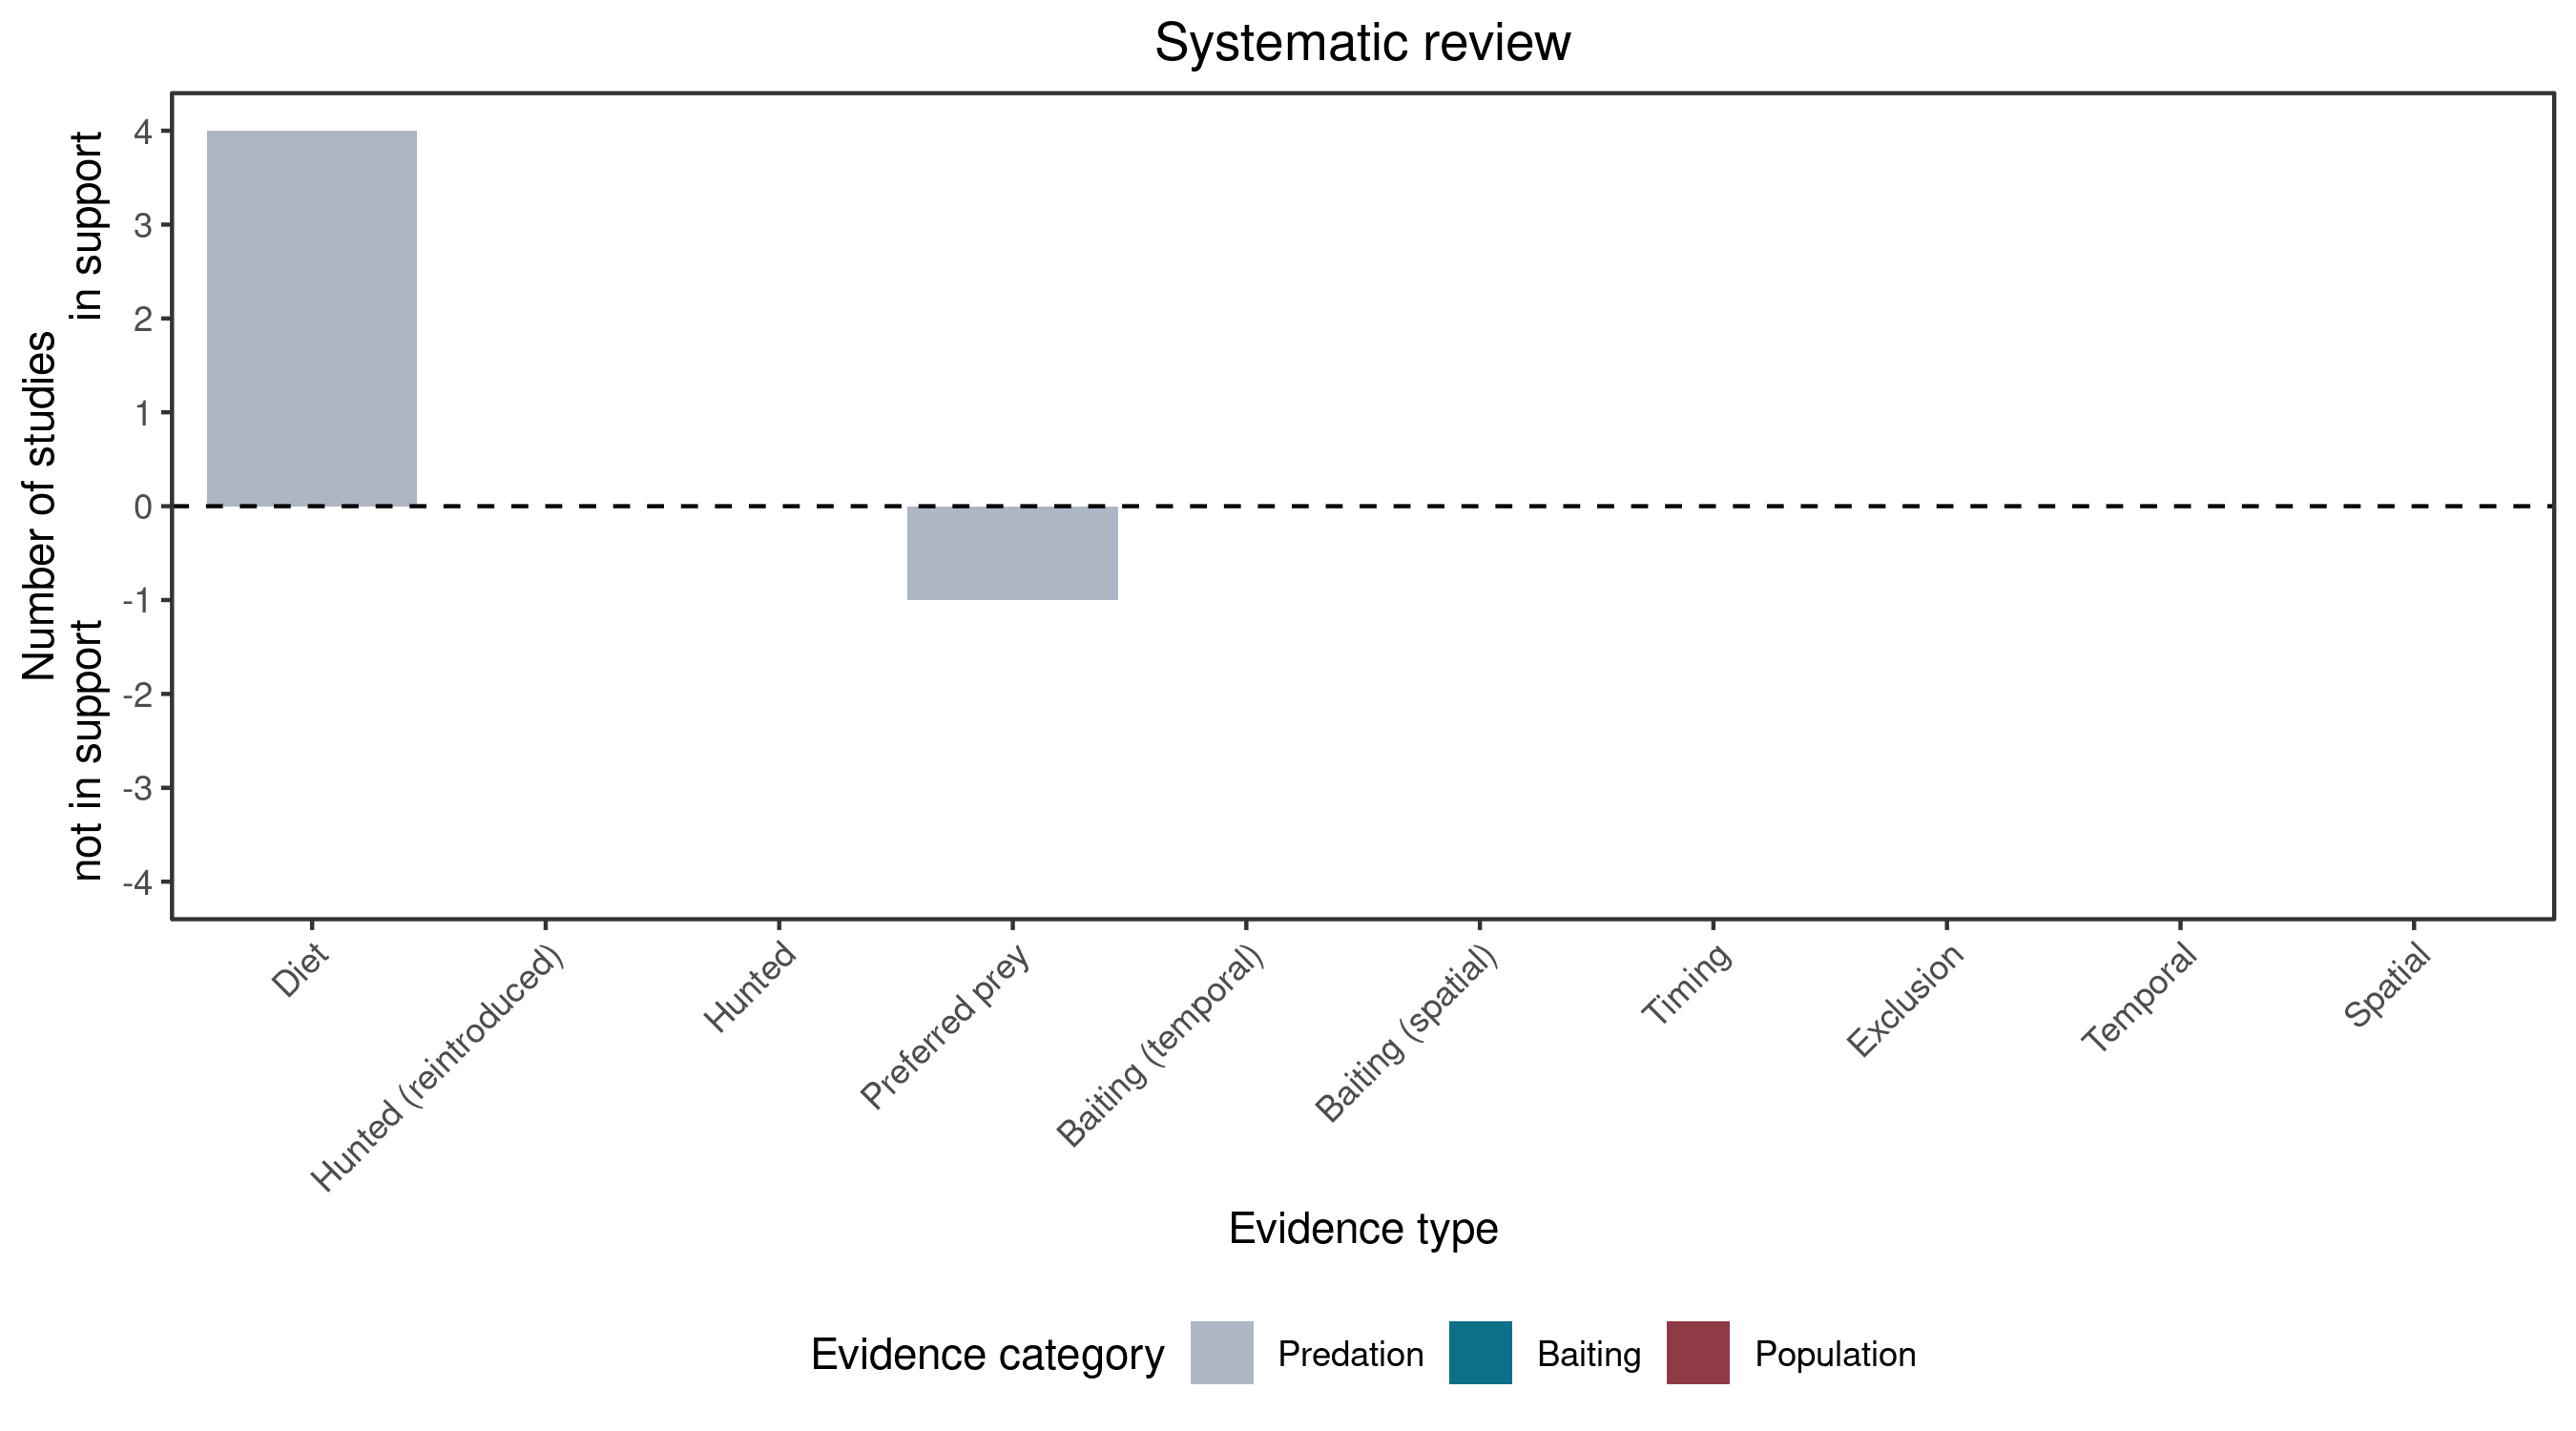 Systematic review
Number of studies
not in support in support
4
3
2
1
0
-1
-2
-3
-4
Diet
Hunted (reintroduced)
Hunted
Preferred prey
Baiting (temporal)
Baiting (spatial)
Timing
Exclusion
Temporal
Spatial
Evidence type
Evidence category Predation Baiting Population